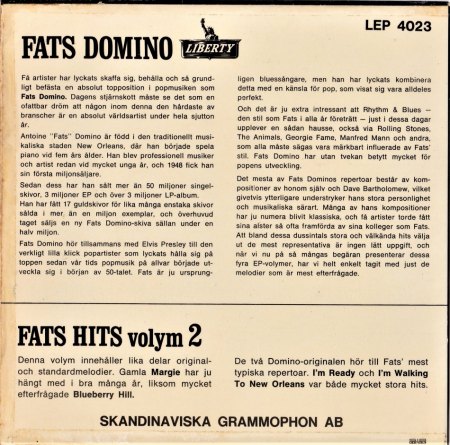 FATS DOMINO
LIBERTY
LEP 4023
Få artister har lyckats skaffa sig, behålla och så grund-
ligt befästa en absolut topposition i popmusiken som
Fats Domino. Dagens stjärnskott måste se det som en
ofattbar dröm att någon inom denna den hårdaste av
branscher är en absolut världsartist under hela sjutton
år.
Antoine "Fats" Domino är född i den traditionellt musi-
kaliska staden New Orleans, där han började spela
piano vid fem års ålder. Han blev professionell musiker
och artist redan vid mycket unga år, och 1948 fick han
sin första miljonsäljare.
Sedan dess har han sålt mer än 50 miljoner singel-
skivor, 3 miljoner EP och över 3 miljoner LP-album.
Han har fått 17 guldskivor för lika många enstaka skivor
sålda i mer än en miljon exemplar, och överhuvud
taget säljs en ny Fats Domino-skiva sällan under en
halv miljon.
Fats Domino hör tillsammans med Elvis Presley till den
verkligt lilla klick popartister som lyckats hålla sig på
toppen sedan vår tids popmusik på allvar började ut-
veckla sig i början av 50-talet. Fats är ju ursprung-
ligen bluessångare, men han har lyckats kombinera
detta med en känsla för pop, som visat sig vara alldeles
perfekt.
Och det är ju extra intressant att Rhythm & Blues —
den stil som Fats i alla år företrätt — just i dessa dagar
upplever en sådan hausse, också via Rolling Stones,
The Animals, Georgie Fame, Manfred Mann och andra,
som alla måste sägas vara märkbart influerade av Fats'
stil. Fats Domino har utan tvekan betytt mycket för
popens utveckling.
Det mesta av Fats Dominos repertoar består av kom-
positioner av honom själv och Dave Bartholomew, vilket
givetvis ytterligare understryker hans stora personlighet
och musikaliska särart. Många av hans kompositioner
har ju numera blivit klassiska, och få artister torde fått
sina alster så ofta framförda av sina kolleger som Fats.
Att bland dessa dussintals stora och välkända hits välja
ut de mest representativa är ingen lätt uppgift, och
när vi nu på så mångas begäran presenterar dessa
fyra EP-volymer, har vi helt enkelt tagit med just de
melodier som är mest efterfrågade.
FATS HITS volym 2
Denna volym innehåller lika delar original-
och standardmelodier. Gamla Margie har ju
hängt med i bra många år, liksom mycket
efterfrågade Blueberry Hill.
De två Domino-originalen hör till Fats' mest
typiska repertoar. I'm Ready och I'm Walking
To New Orleans var både mycket stora hits.
SKANDINAVISKA GRAMMOPHON AB